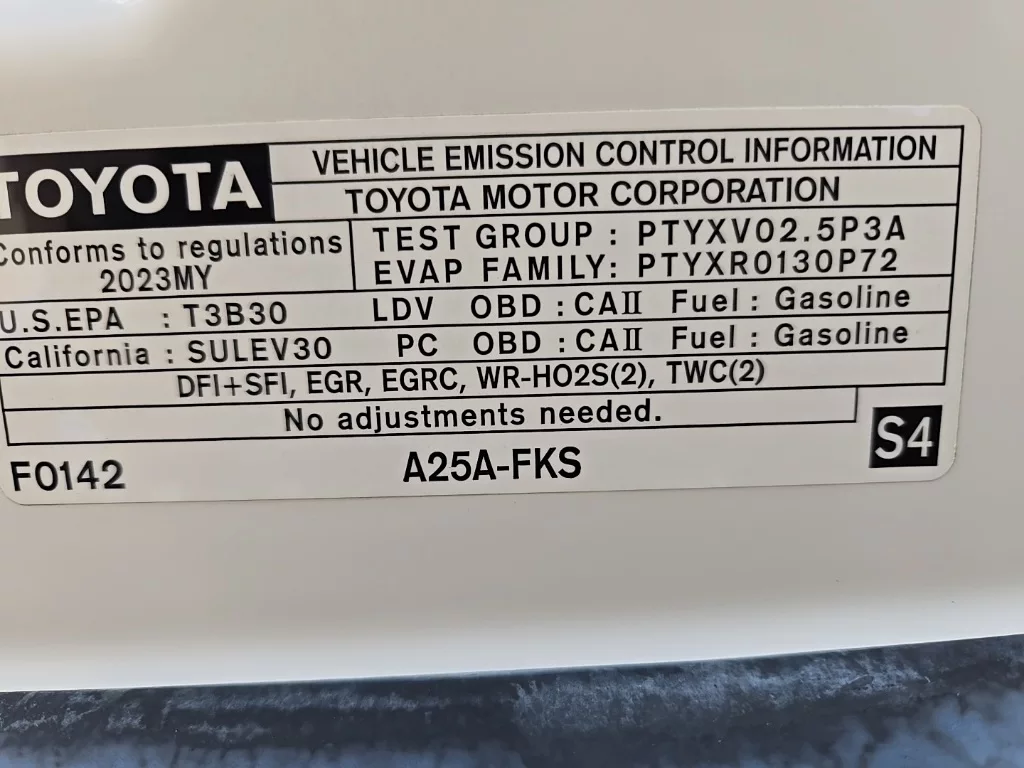 TOYOTA
VEHICLE EMISSION CONTROL INFORMATION
TOYOTA MOTOR CORPORATION
Conforms to regulations
2023MY
TEST GROUP : PTYXV02.5P3A
EVAP FAMILY: PTYXR0130P72
U.S.EPA : T3B30 LDV OBD : CAII Fuel : Gasoline
California : SULEV30 PC OBD : CAII Fuel : Gasoline
DFI+SFI, EGR, EGRC, WR-HO2S(2), TWC(2)
No adjustments needed.
F0142 A25A-FKS S4